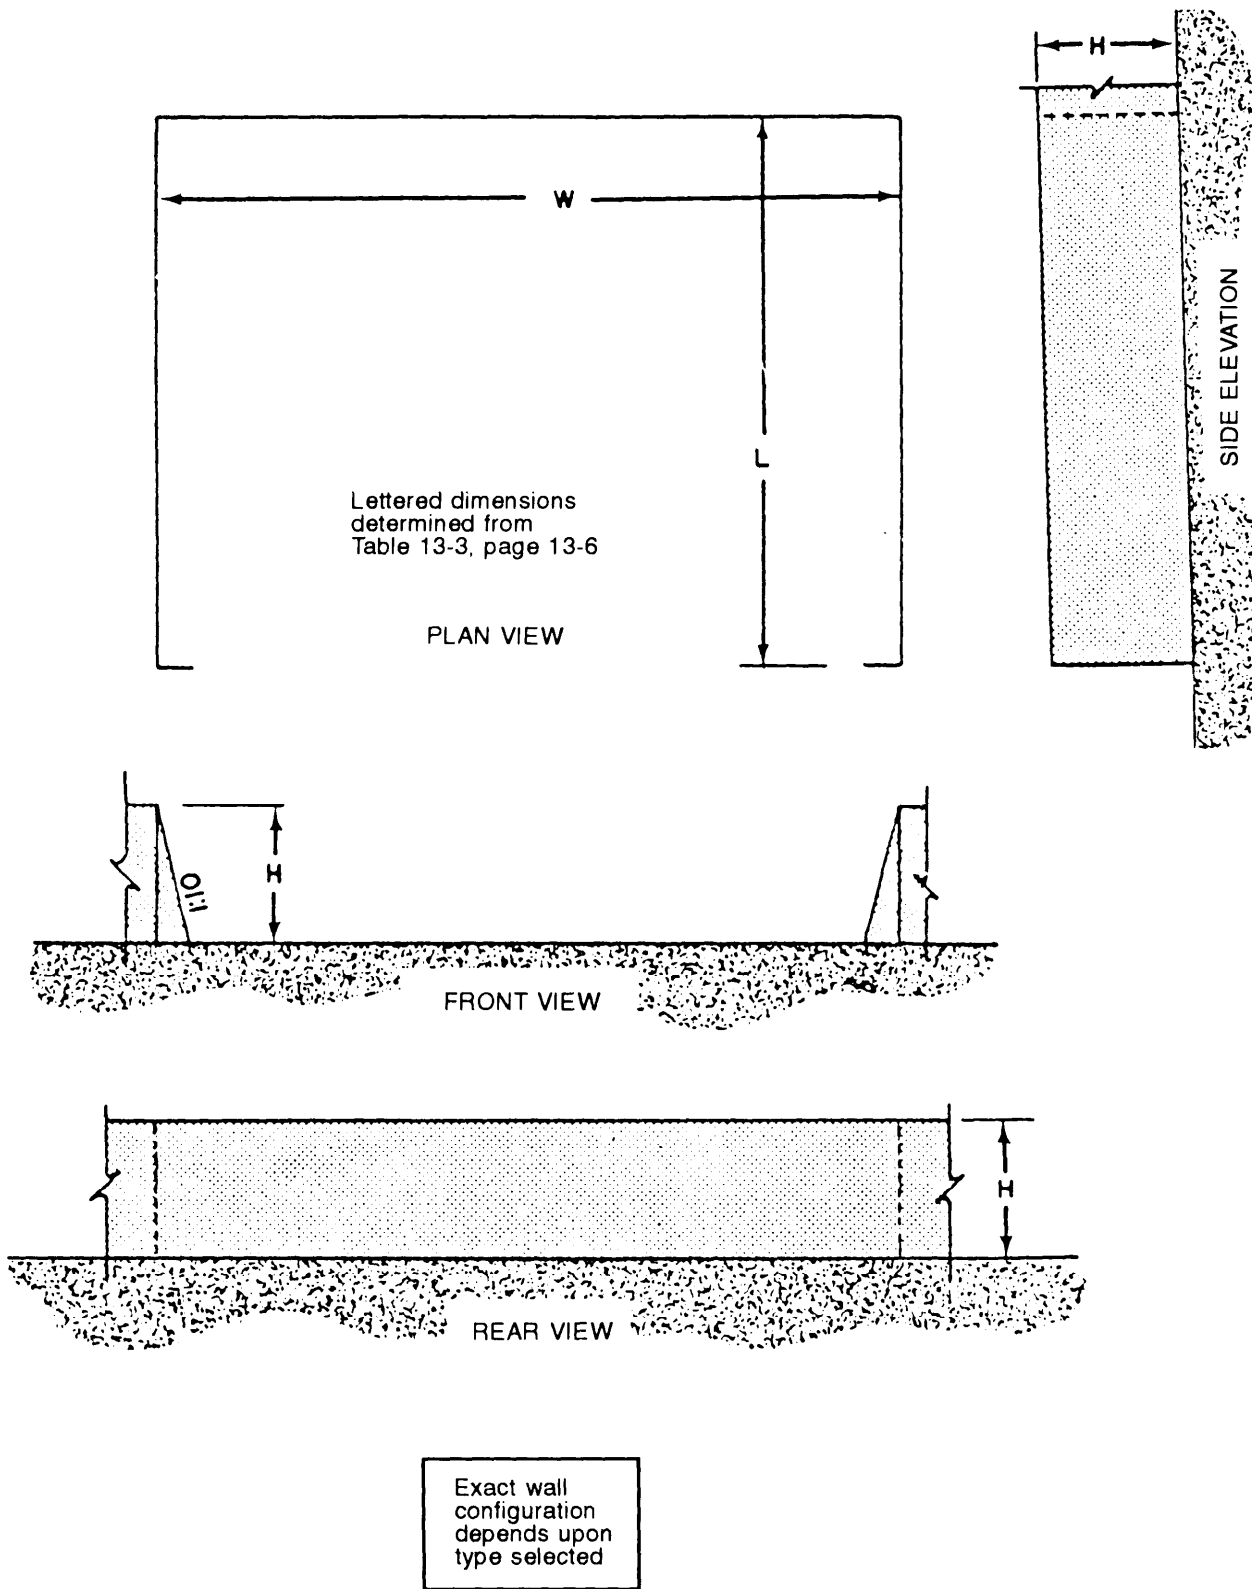 H
W
L
Lettered dimensions
determined from
Table 13-3, page 13-6
PLAN VIEW
SIDE ELEVATION
H
1:10
FRONT VIEW
H
REAR VIEW
Exact wall
configuration
depends upon
type selected